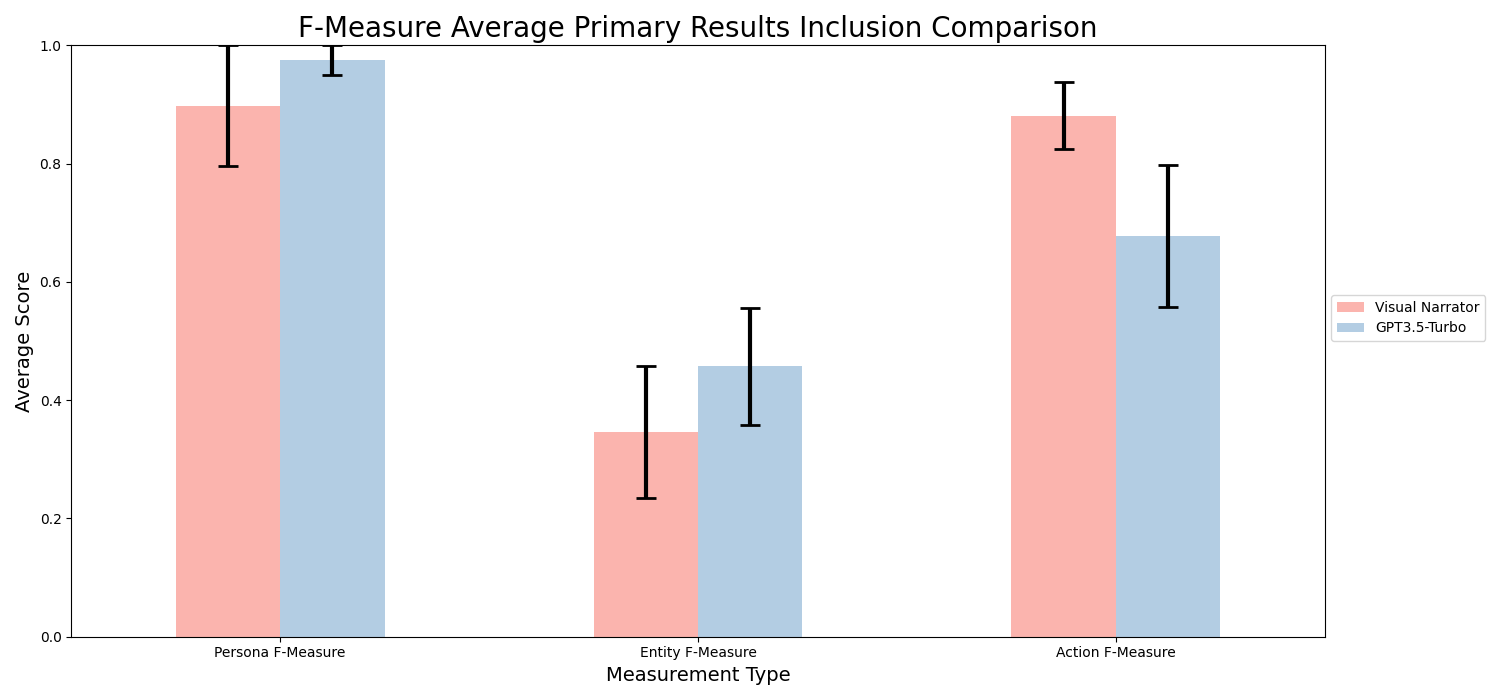 F-Measure Average Primary Results Inclusion Comparison
Average Score
1.0
0.8
0.6
0.4
0.2
0.0
Persona F-Measure
Entity F-Measure
Action F-Measure
Measurement Type
Visual Narrator
GPT3.5-Turbo